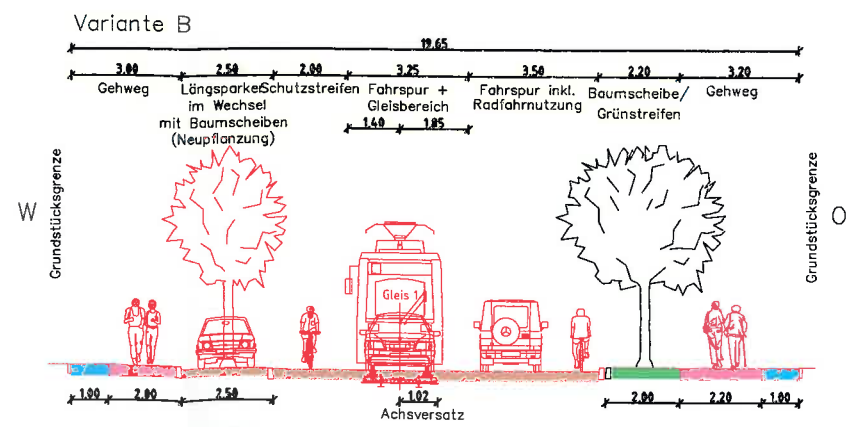 Variante B
19.65
3.00 2.50 2.00 3.25 3.50 2.20 3.20
Gehweg Längsparken Schutzstreifen Fahrspur + Fahrspur inkl. Baumscheibe/ Gehweg
im Wechsel Gleisbereich Radfahrnutzung Grünstreifen
mit Baumscheiben
(Neupflanzung)
1.40 1.85
Grundstücksgrenze
Grundstücksgrenze
W
O
Gleis 1
1.00 2.00 2.50 1.02 2.00 2.20 1.00
Achsversatz